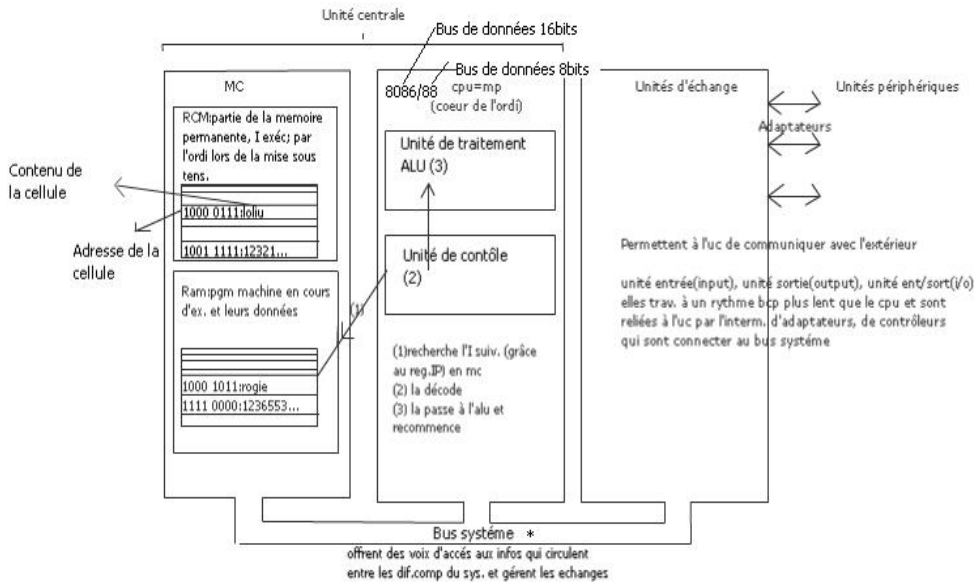 Unité centrale
Bus de données 16bits
Bus de données 8bits
MC
RCM:partie de la memoire
permanente, I exéc; par
l'ordi lors de la mise sous
tens.
1000 0111:loliu
1001 1111:12321...
Contenu de
la cellule
Adresse de la
cellule
Ram:pgm machine en cours
d'ex. et leurs données
1000 1011:rogie
1111 0000:1236553...
(1)
8086/88
cpu=mp
(coeur de l'ordi)
Unité de traitement
ALU (3)
Unité de contôle
(2)
(1)recherche l'I suiv. (grâce
au reg.IP) en mc
(2) la décode
(3) la passe à l'alu et
recommence
Unités d'échange
Unités périphériques
Adaptateurs
Permettent à l'uc de communiquer avec l'extérieur
unité entrée(input), unité sortie(output), unité ent/sort(i/o)
elles trav. à un rythme bcp plus lent que le cpu et sont
reliées à l'uc par l'interm. d'adaptateurs, de contrôleurs
qui sont connecter au bus systéme
Bus systéme *
offrent des voix d'accés aux infos qui circulent
entre les dif.comp du sys. et gérent les echanges